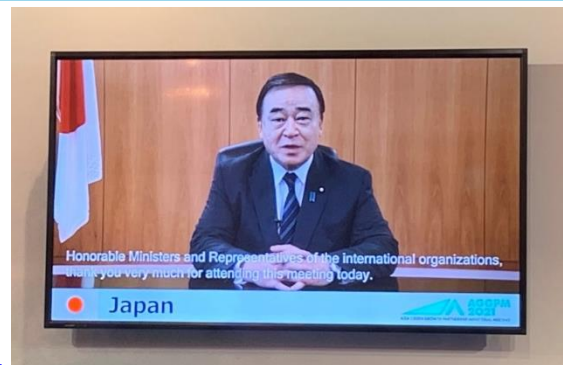 Honorable Ministers and Representatives of the international organizations,
thank you very much for attending this meeting today.
Japan
AGGPM
2021